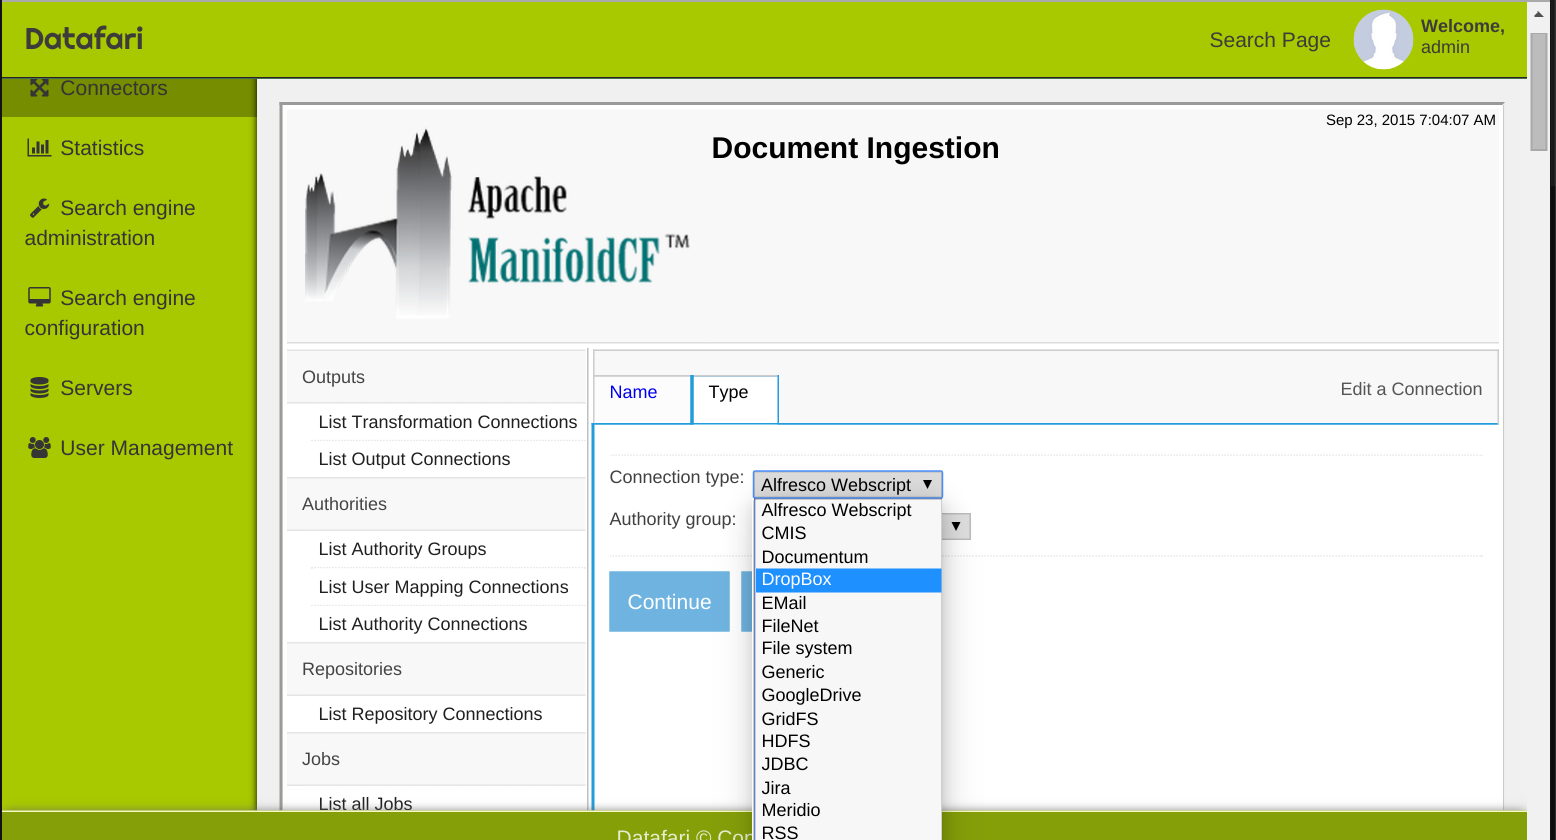 Datafari
Search Page
Welcome,
admin
Connectors
Statistics
Search engine
administration
Search engine
configuration
Servers
User Management
Sep 23, 2015 7:04:07 AM
Document Ingestion
Apache
ManifoldCF™
Outputs
List Transformation Connections
List Output Connections
Authorities
List Authority Groups
List User Mapping Connections
List Authority Connections
Repositories
List Repository Connections
Jobs
List all Jobs
Name
Type
Edit a Connection
Connection type:
Alfresco Webscript ▼
Authority group:
▼
Alfresco Webscript
CMIS
Documentum
DropBox
EMail
FileNet
File system
Generic
GoogleDrive
GridFS
HDFS
JDBC
Jira
Meridio
RSS
Continue
Datafari ©